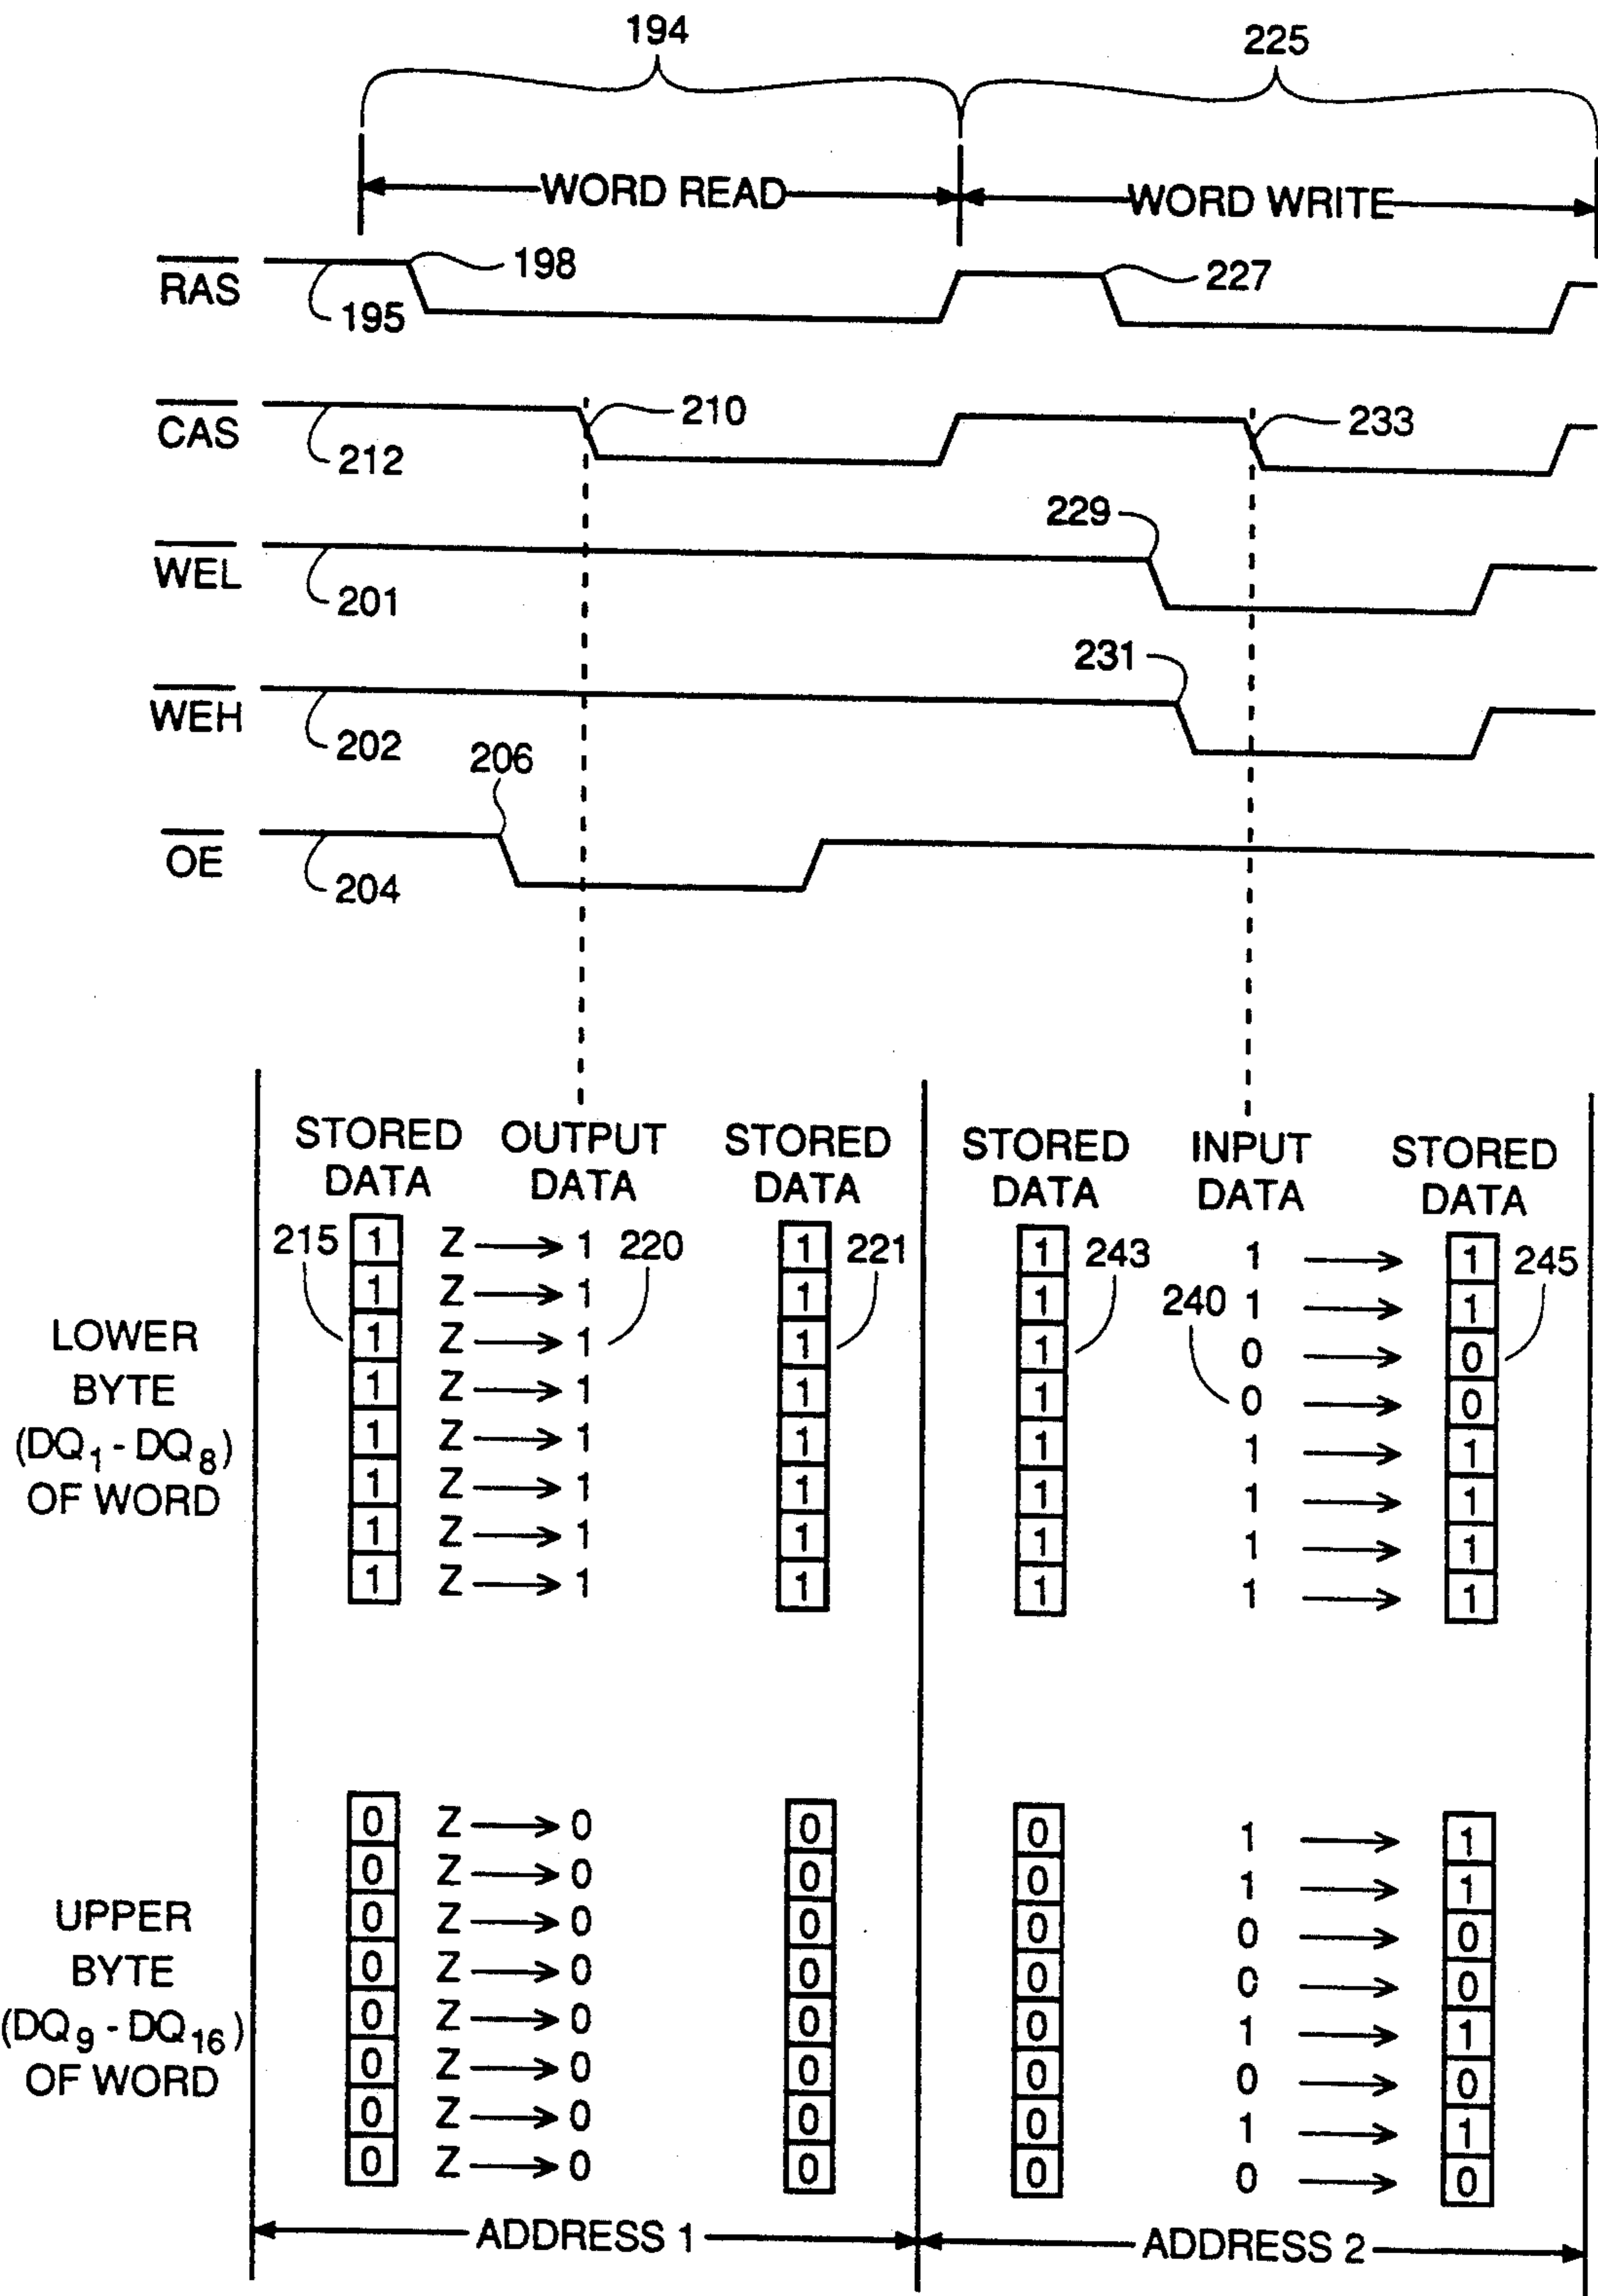 194 225
WORD READ WORD WRITE
RAS 198 227
195
CAS 210 233
212
229
WEL
201
231
WEH
202
206
OE
204
STORED DATA OUTPUT DATA STORED DATA STORED DATA INPUT DATA STORED DATA
LOWER
BYTE
(DQ1 - DQ8)
OF WORD
215 1 Z 1 220 1 221 1 243 1 1 245
1 Z 1 1 1 240 1 1
1 Z 1 1 1 0 0
1 Z 1 1 1 0 0
1 Z 1 1 1 1 1
1 Z 1 1 1 1 1
1 Z 1 1 1 1 1
1 Z 1 1 1 1 1
UPPER
BYTE
(DQ9 - DQ16)
OF WORD
0 Z 0 0 0 1 1
0 Z 0 0 0 1 1
0 Z 0 0 0 0 0
0 Z 0 0 0 0 0
0 Z 0 0 0 1 1
0 Z 0 0 0 0 0
0 Z 0 0 0 1 1
0 Z 0 0 0 0 0
ADDRESS 1 ADDRESS 2